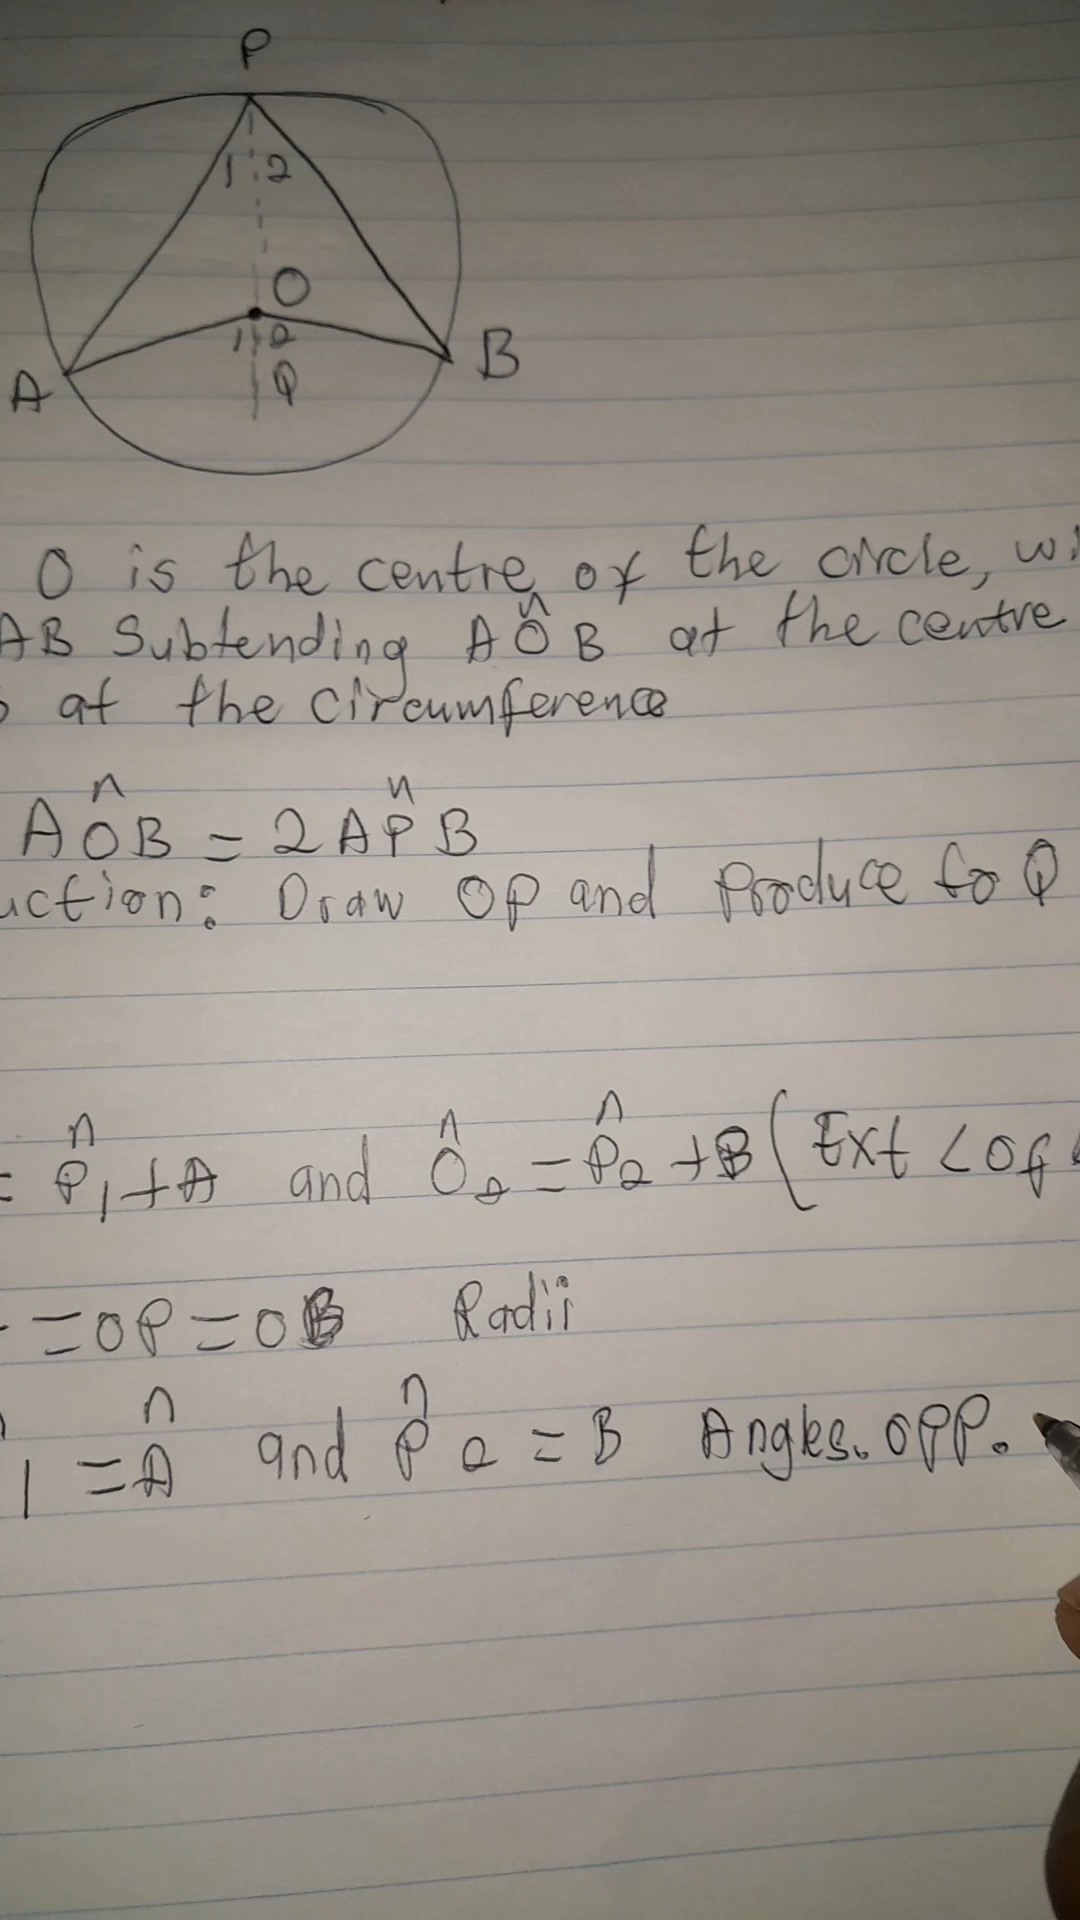 P
1 2
O
1 2
A
Q
B
O is the centre of the circle, wi
AB Subtending AÔB at the centre
at the circumference
AÔB = 2AP̂B
uction: Draw OP and Produce to Q
= P̂1+A and Ô2 = P̂2+B (Ext < Of
= OP = OB Radii
1 = Â and P̂2 = B Angles. OPP.